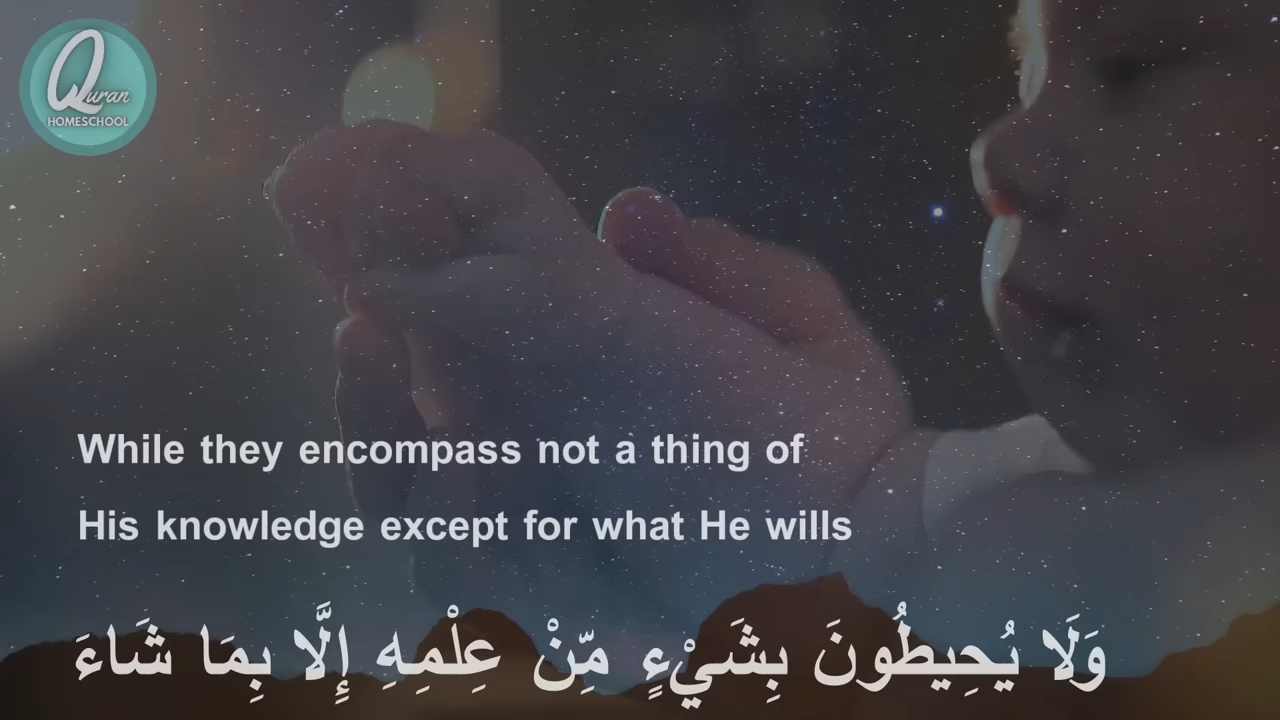 Quran
HOMESCHOOL
While they encompass not a thing of
His knowledge except for what He wills
وَلَا يُحِيطُونَ بِشَيْءٍ مِّنْ عِلْمِهِ إِلَّا بِمَا شَاءَ